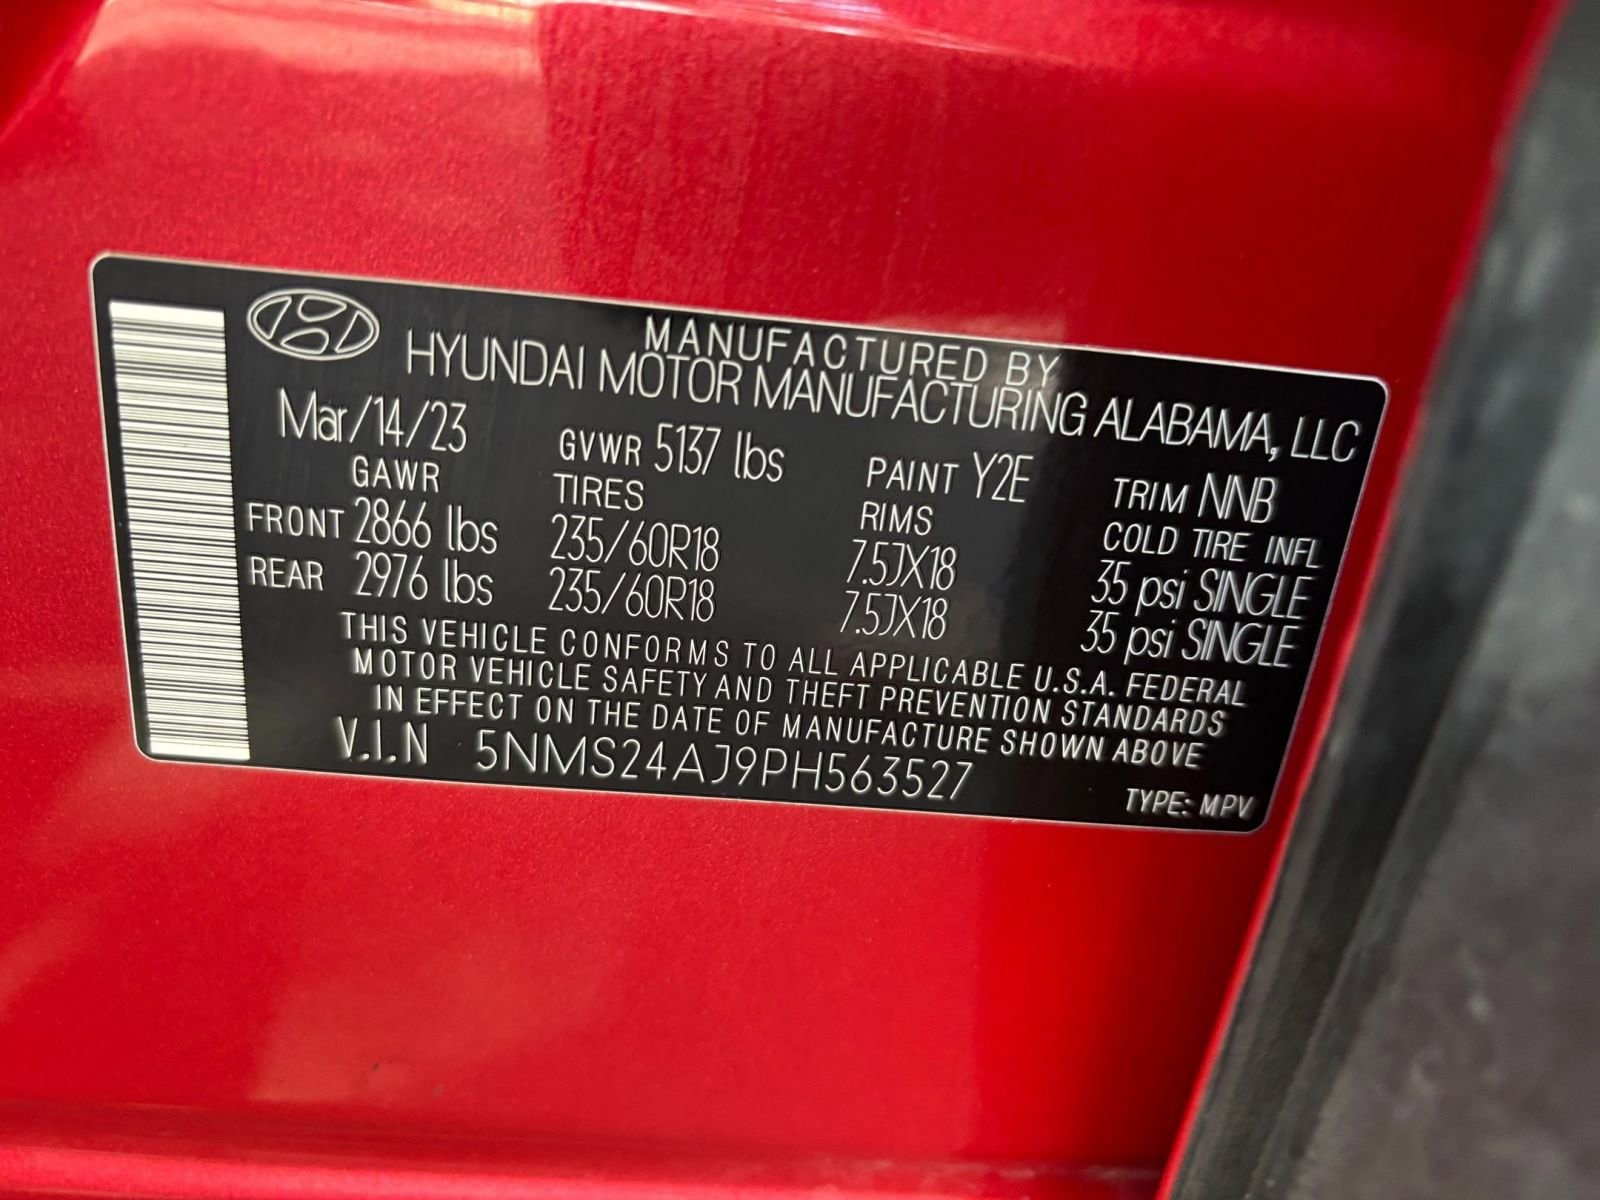 MANUFACTURED BY
HYUNDAI MOTOR MANUFACTURING ALABAMA, LLC
Mar/14/23 GVWR 5137 lbs PAINT Y2E TRIM NNB
GAWR TIRES RIMS COLD TIRE INFL
FRONT 2866 lbs 235/60R18 7.5JX18 35 psi SINGLE
REAR 2976 lbs 235/60R18 7.5JX18 35 psi SINGLE
THIS VEHICLE CONFORMS TO ALL APPLICABLE U.S.A. FEDERAL
MOTOR VEHICLE SAFETY AND THEFT PREVENTION STANDARDS
IN EFFECT ON THE DATE OF MANUFACTURE SHOWN ABOVE
V.I.N 5NMS24AJ9PH563527
TYPE: MPV